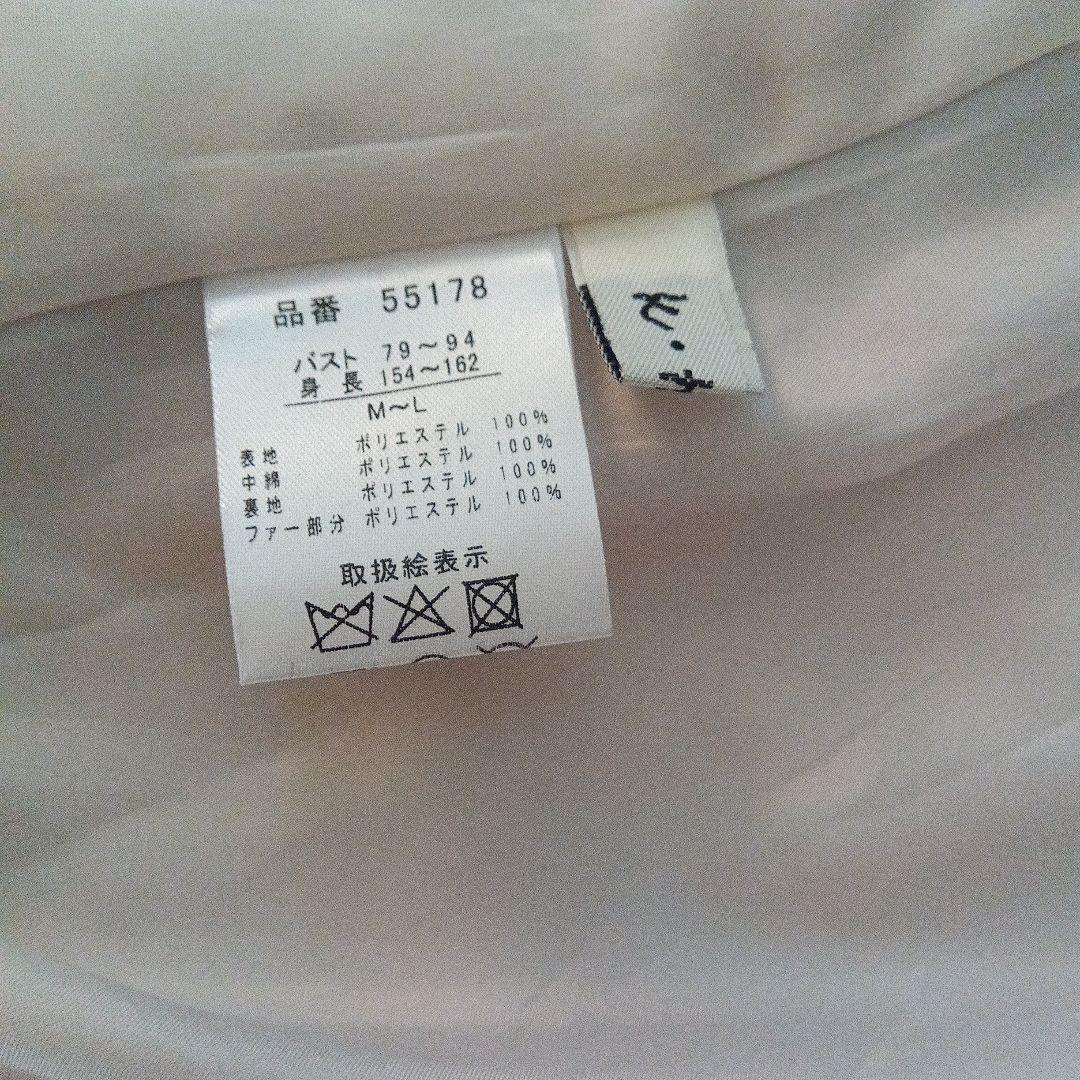 品番 55178
バスト 79〜94
身長 154〜162
M〜L
表地 ポリエステル 100%
中綿 ポリエステル 100%
裏地 ポリエステル 100%
ファー部分 ポリエステル 100%
取扱絵表示